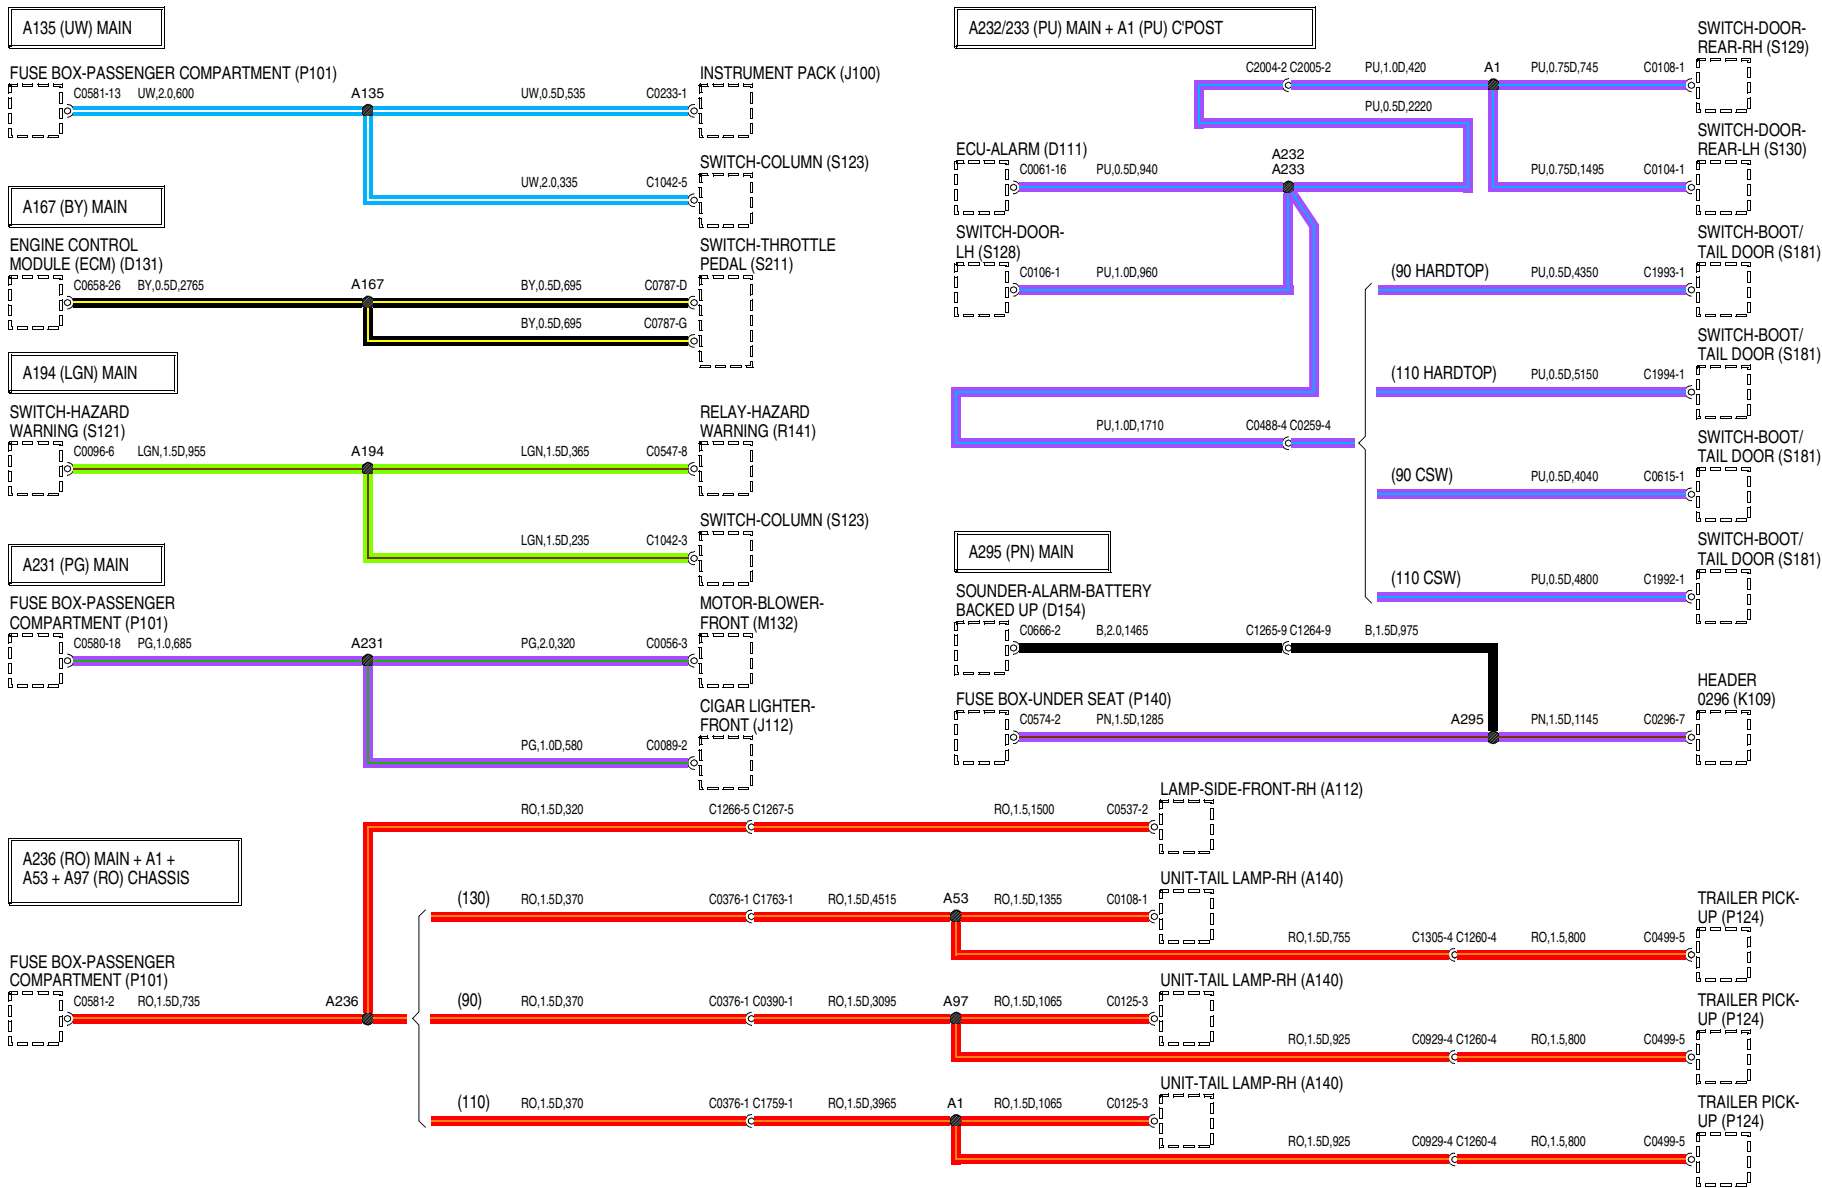 A135 (UW) MAIN
FUSE BOX-PASSENGER COMPARTMENT (P101)
C0581-13 UW,2.0,600
A135
UW,0.5D,535
C0233-1
INSTRUMENT PACK (J100)
SWITCH-COLUMN (S123)
UW,2.0,335
C1042-5
A167 (BY) MAIN
ENGINE CONTROL
MODULE (ECM) (D131)
C0658-26 BY,0.5D,2765
A167
BY,0.5D,695
C0787-D
SWITCH-THROTTLE
PEDAL (S211)
BY,0.5D,695
C0787-G
A194 (LGN) MAIN
SWITCH-HAZARD
WARNING (S121)
C0096-6 LGN,1.5D,955
A194
LGN,1.5D,365
C0547-8
RELAY-HAZARD
WARNING (R141)
SWITCH-COLUMN (S123)
LGN,1.5D,235
C1042-3
A231 (PG) MAIN
FUSE BOX-PASSENGER
COMPARTMENT (P101)
C0580-18 PG,1.0,685
A231
PG,2.0,320
C0056-3
MOTOR-BLOWER-
FRONT (M132)
CIGAR LIGHTER-
FRONT (J112)
PG,1.0D,580
C0089-2
A232/233 (PU) MAIN + A1 (PU) C'POST
SWITCH-DOOR-
REAR-RH (S129)
C2004-2 C2005-2
PU,1.0D,420
A1
PU,0.75D,745
C0108-1
PU,0.5D,2220
SWITCH-DOOR-
REAR-LH (S130)
PU,0.75D,1495
C0104-1
ECU-ALARM (D111)
C0061-16
PU,0.5D,940
A232
A233
SWITCH-DOOR-
LH (S128)
C0106-1
PU,1.0D,960
(90 HARDTOP)
PU,0.5D,4350
C1993-1
SWITCH-BOOT/
TAIL DOOR (S181)
(110 HARDTOP)
PU,0.5D,5150
C1994-1
SWITCH-BOOT/
TAIL DOOR (S181)
PU,1.0D,1710
C0488-4 C0259-4
(90 CSW)
PU,0.5D,4040
C0615-1
SWITCH-BOOT/
TAIL DOOR (S181)
(110 CSW)
PU,0.5D,4800
C1992-1
SWITCH-BOOT/
TAIL DOOR (S181)
A295 (PN) MAIN
SOUNDER-ALARM-BATTERY
BACKED UP (D154)
C0666-2
B,2.0,1465
C1265-9 C1264-9
B,1.5D,975
FUSE BOX-UNDER SEAT (P140)
C0574-2
PN,1.5D,1285
A295
PN,1.5D,1145
C0296-7
HEADER
0296 (K109)
A236 (RO) MAIN + A1 +
A53 + A97 (RO) CHASSIS
RO,1.5D,320
C1266-5 C1267-5
RO,1.5,1500
C0537-2
LAMP-SIDE-FRONT-RH (A112)
(130)
RO,1.5D,370
C0376-1 C1763-1
RO,1.5D,4515
A53
RO,1.5D,1355
C0108-1
UNIT-TAIL LAMP-RH (A140)
RO,1.5D,755
C1305-4 C1260-4
RO,1.5,800
C0499-5
TRAILER PICK-
UP (P124)
FUSE BOX-PASSENGER
COMPARTMENT (P101)
C0581-2
RO,1.5D,735
A236
(90)
RO,1.5D,370
C0376-1 C0390-1
RO,1.5D,3095
A97
RO,1.5D,1065
C0125-3
UNIT-TAIL LAMP-RH (A140)
RO,1.5D,925
C0929-4 C1260-4
RO,1.5,800
C0499-5
TRAILER PICK-
UP (P124)
(110)
RO,1.5D,370
C0376-1 C1759-1
RO,1.5D,3965
A1
RO,1.5D,1065
C0125-3
UNIT-TAIL LAMP-RH (A140)
RO,1.5D,925
C0929-4 C1260-4
RO,1.5,800
C0499-5
TRAILER PICK-
UP (P124)